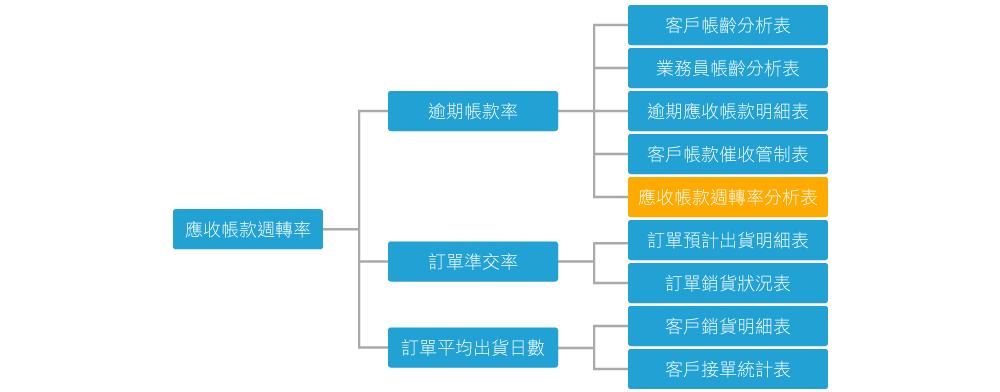 應收帳款週轉率
逾期帳款率
客戶帳齡分析表
業務員帳齡分析表
逾期應收帳款明細表
客戶帳款催收管制表
應收帳款週轉率分析表
訂單準交率
訂單預計出貨明細表
訂單銷貨狀況表
訂單平均出貨日數
客戶銷貨明細表
客戶接單統計表